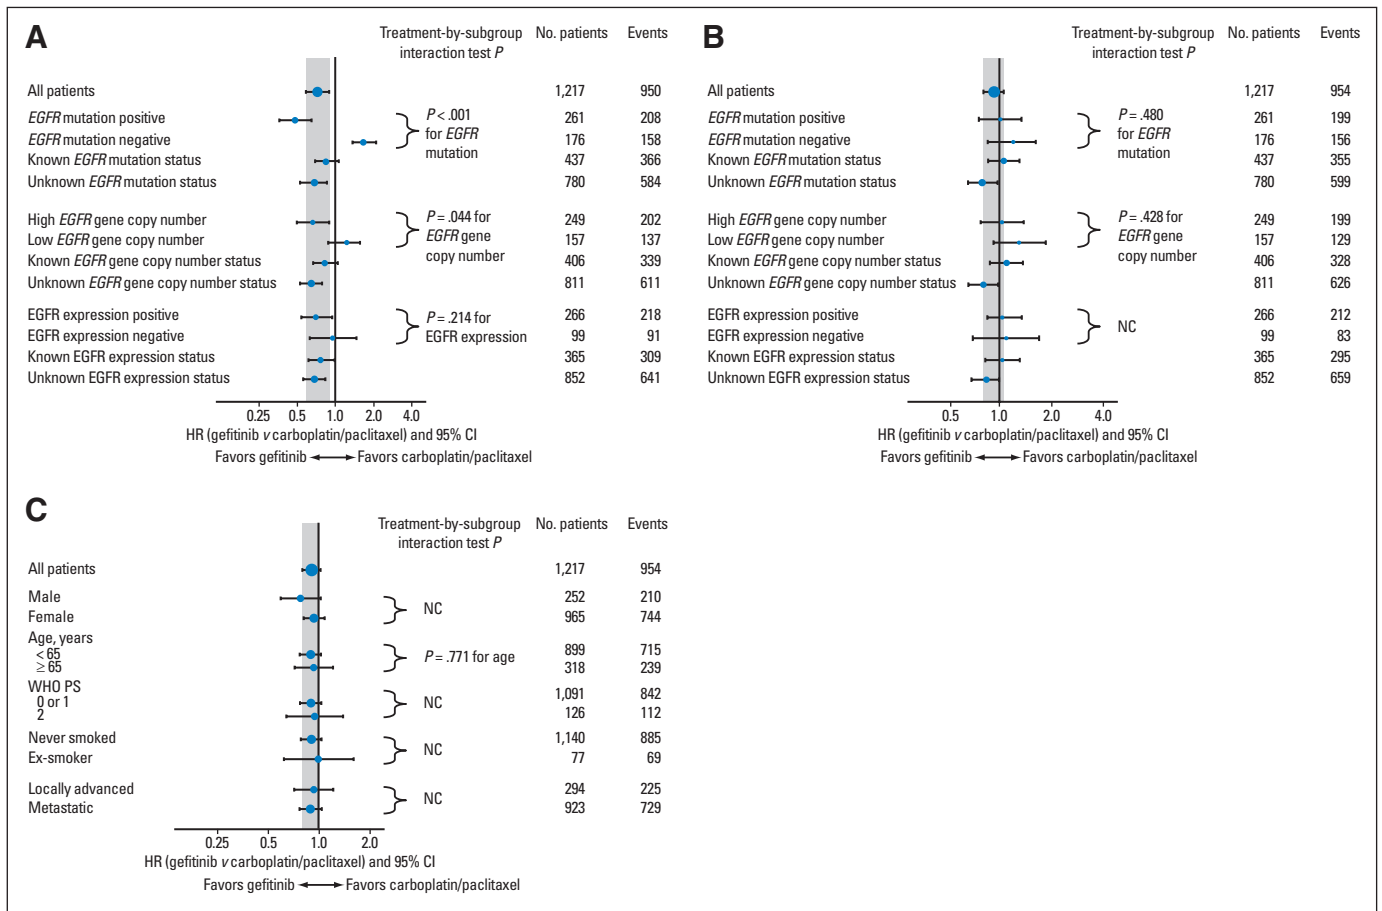 A
Treatment-by-subgroup interaction test P No. patients Events
All patients 1,217 950
EGFR mutation positive 261 208
EGFR mutation negative 176 158
Known EGFR mutation status 437 366
Unknown EGFR mutation status 780 584
P < .001
for EGFR
mutation
High EGFR gene copy number 249 202
Low EGFR gene copy number 157 137
Known EGFR gene copy number status 406 339
Unknown EGFR gene copy number status 811 611
P = .044 for
EGFR gene
copy number
EGFR expression positive 266 218
EGFR expression negative 99 91
Known EGFR expression status 365 309
Unknown EGFR expression status 852 641
P = .214 for
EGFR expression
0.25 0.5 1.0 2.0 4.0
HR (gefitinib v carboplatin/paclitaxel) and 95% CI
Favors gefitinib Favors carboplatin/paclitaxel
B
Treatment-by-subgroup interaction test P No. patients Events
All patients 1,217 954
EGFR mutation positive 261 199
EGFR mutation negative 176 156
Known EGFR mutation status 437 355
Unknown EGFR mutation status 780 599
P = .480
for EGFR
mutation
High EGFR gene copy number 249 199
Low EGFR gene copy number 157 129
Known EGFR gene copy number status 406 328
Unknown EGFR gene copy number status 811 626
P = .428 for
EGFR gene
copy number
EGFR expression positive 266 212
EGFR expression negative 99 83
Known EGFR expression status 365 295
Unknown EGFR expression status 852 659
NC
0.5 1.0 2.0 4.0
HR (gefitinib v carboplatin/paclitaxel) and 95% CI
Favors gefitinib Favors carboplatin/paclitaxel
C
Treatment-by-subgroup interaction test P No. patients Events
All patients 1,217 954
Male 252 210
Female 965 744
NC
Age, years
< 65 899 715
≥ 65 318 239
P = .771 for age
WHO PS
0 or 1 1,091 842
2 126 112
NC
Never smoked 1,140 885
Ex-smoker 77 69
NC
Locally advanced 294 225
Metastatic 923 729
NC
0.25 0.5 1.0 2.0
HR (gefitinib v carboplatin/paclitaxel) and 95% CI
Favors gefitinib Favors carboplatin/paclitaxel